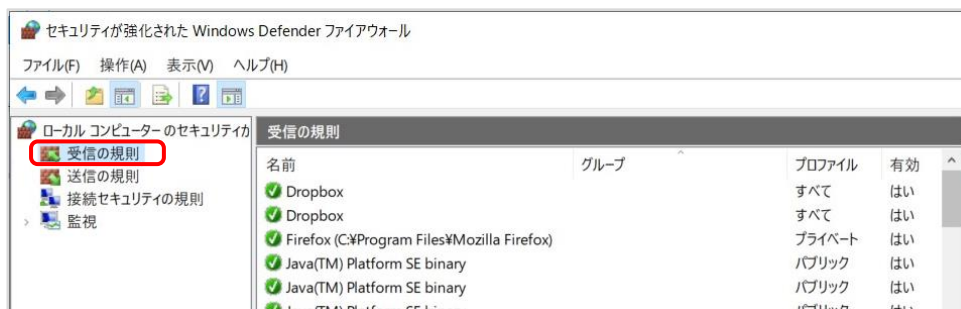 セキュリティが強化された Windows Defender ファイアウォール
ファイル(F) 操作(A) 表示(V) ヘルプ(H)
ローカル コンピューター のセキュリティが
受信の規則
送信の規則
接続セキュリティの規則
監視
受信の規則
名前 グループ プロファイル 有効
Dropbox すべて はい
Dropbox すべて はい
Firefox (C:¥Program Files¥Mozilla Firefox) プライベート はい
Java(TM) Platform SE binary パブリック はい
Java(TM) Platform SE binary パブリック はい